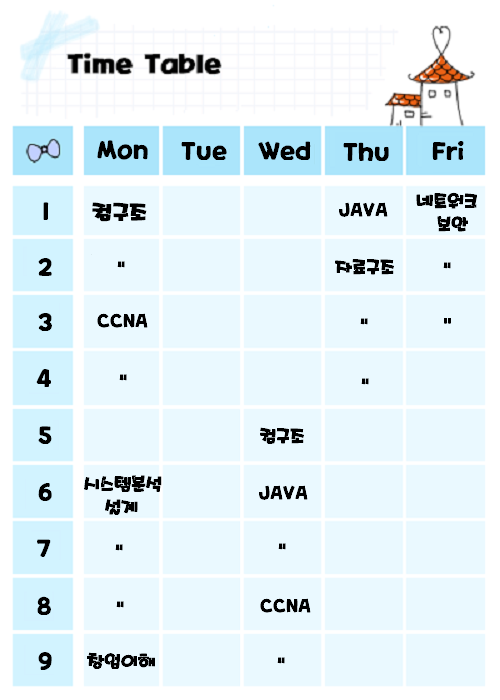 Time Table
Mon Tue Wed Thu Fri
1 컴구조 JAVA 네트워크
보안
2 " 자료구조 "
3 CCNA " "
4 " "
5 컴구조
6 시스템분석 JAVA
설계
7 " "
8 " CCNA
9 창업이해 "